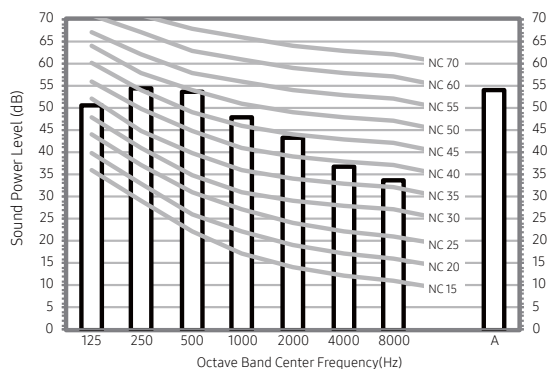 Sound Power Level (dB)
70
65
60
55
50
45
40
35
30
25
20
15
10
5
0
NC 70
NC 60
NC 55
NC 50
NC 45
NC 40
NC 35
NC 30
NC 25
NC 20
NC 15
70
65
60
55
50
45
40
35
30
25
20
15
10
5
0
125 250 500 1000 2000 4000 8000 A
Octave Band Center Frequency(Hz)